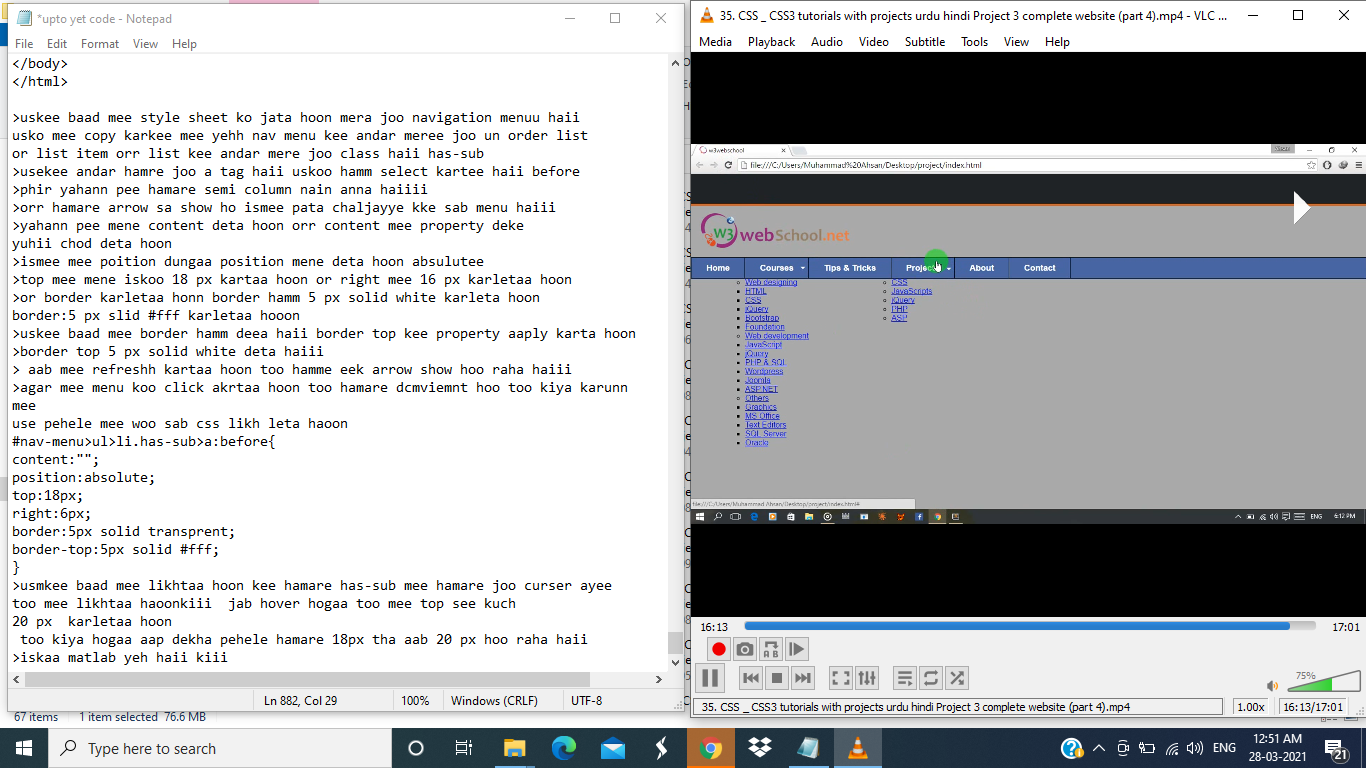 *upto yet code - Notepad
File Edit Format View Help
</body>
</html>
>uskee baad mee style sheet ko jata hoon mera joo navigation menuu haii
usko mee copy karkee mee yehh nav menu kee andar meree joo un order list
or list item orr list kee andar mere joo class haii has-sub
>usekee andar hamre joo a tag haii uskoo hamm select kartee haii before
>phir yahann pee hamare semi column nain anna haiiii
>orr hamare arrow sa show ho ismee pata chaljayye kke sab menu haiii
>yahann pee mene content deta hoon orr content mee property deke
yuhii chod deta hoon
>ismee mee poition dungaa position mene deta hoon absulutee
>top mee mene iskoo 18 px kartaa hoon or right mee 16 px karletaa hoon
>or border karletaa honn border hamm 5 px solid white karleta hoon
border:5 px slid #fff karletaa hooon
>uskee baad mee border hamm deea haii border top kee property aaply karta hoon
>border top 5 px solid white deta haiii
> aab mee refreshh kartaa hoon too hamme eek arrow show hoo raha haiii
>agar mee menu koo click akrtaa hoon too hamare dcmviemnt hoo too kiya karunn
mee
use pehele mee woo sab css likh leta haoon
#nav-menu>ul>li.has-sub>a:before{
content:"";
position:absolute;
top:18px;
right:6px;
border:5px solid transprent;
border-top:5px solid #fff;
}
>usmkee baad mee likhtaa hoon kee hamare has-sub mee hamare joo curser ayee
too mee likhtaa haoonkiii  jab hover hogaa too mee top see kuch
20 px  karletaa hoon
 too kiya hogaa aap dekha pehele hamare 18px tha aab 20 px hoo raha haii
>iskaa matlab yeh haii kiii
Ln 882, Col 29 100% Windows (CRLF) UTF-8
67 items 1 item selected 76.6 MB
35. CSS _ CSS3 tutorials with projects urdu hindi Project 3 complete website (part 4).mp4 - VLC ...
Media Playback Audio Video Subtitle Tools View Help
w3webschool
file:///C:/Users/Muhammad%20Ahsan/Desktop/project/index.html
W3 webSchool.net
Home Courses Tips & Tricks Projects About Contact
Web designing
HTML
CSS
jQuery
Bootstrap
Foundation
Web development
JavaScript
jQuery
PHP & SQL
Wordpress
Joomla
ASP.NET
Others
Graphics
MS Office
Text Editors
SQL Server
Oracle
CSS
JavaScripts
jQuery
PHP
ASP
file:///C:/Users/Muhammad Ahsan/Desktop/project/index.html#
ENG 6:12 PM
16:13 17:01
75%
35. CSS _ CSS3 tutorials with projects urdu hindi Project 3 complete website (part 4).mp4 1.00x 16:13/17:01
Type here to search
ENG 12:51 AM
28-03-2021
21